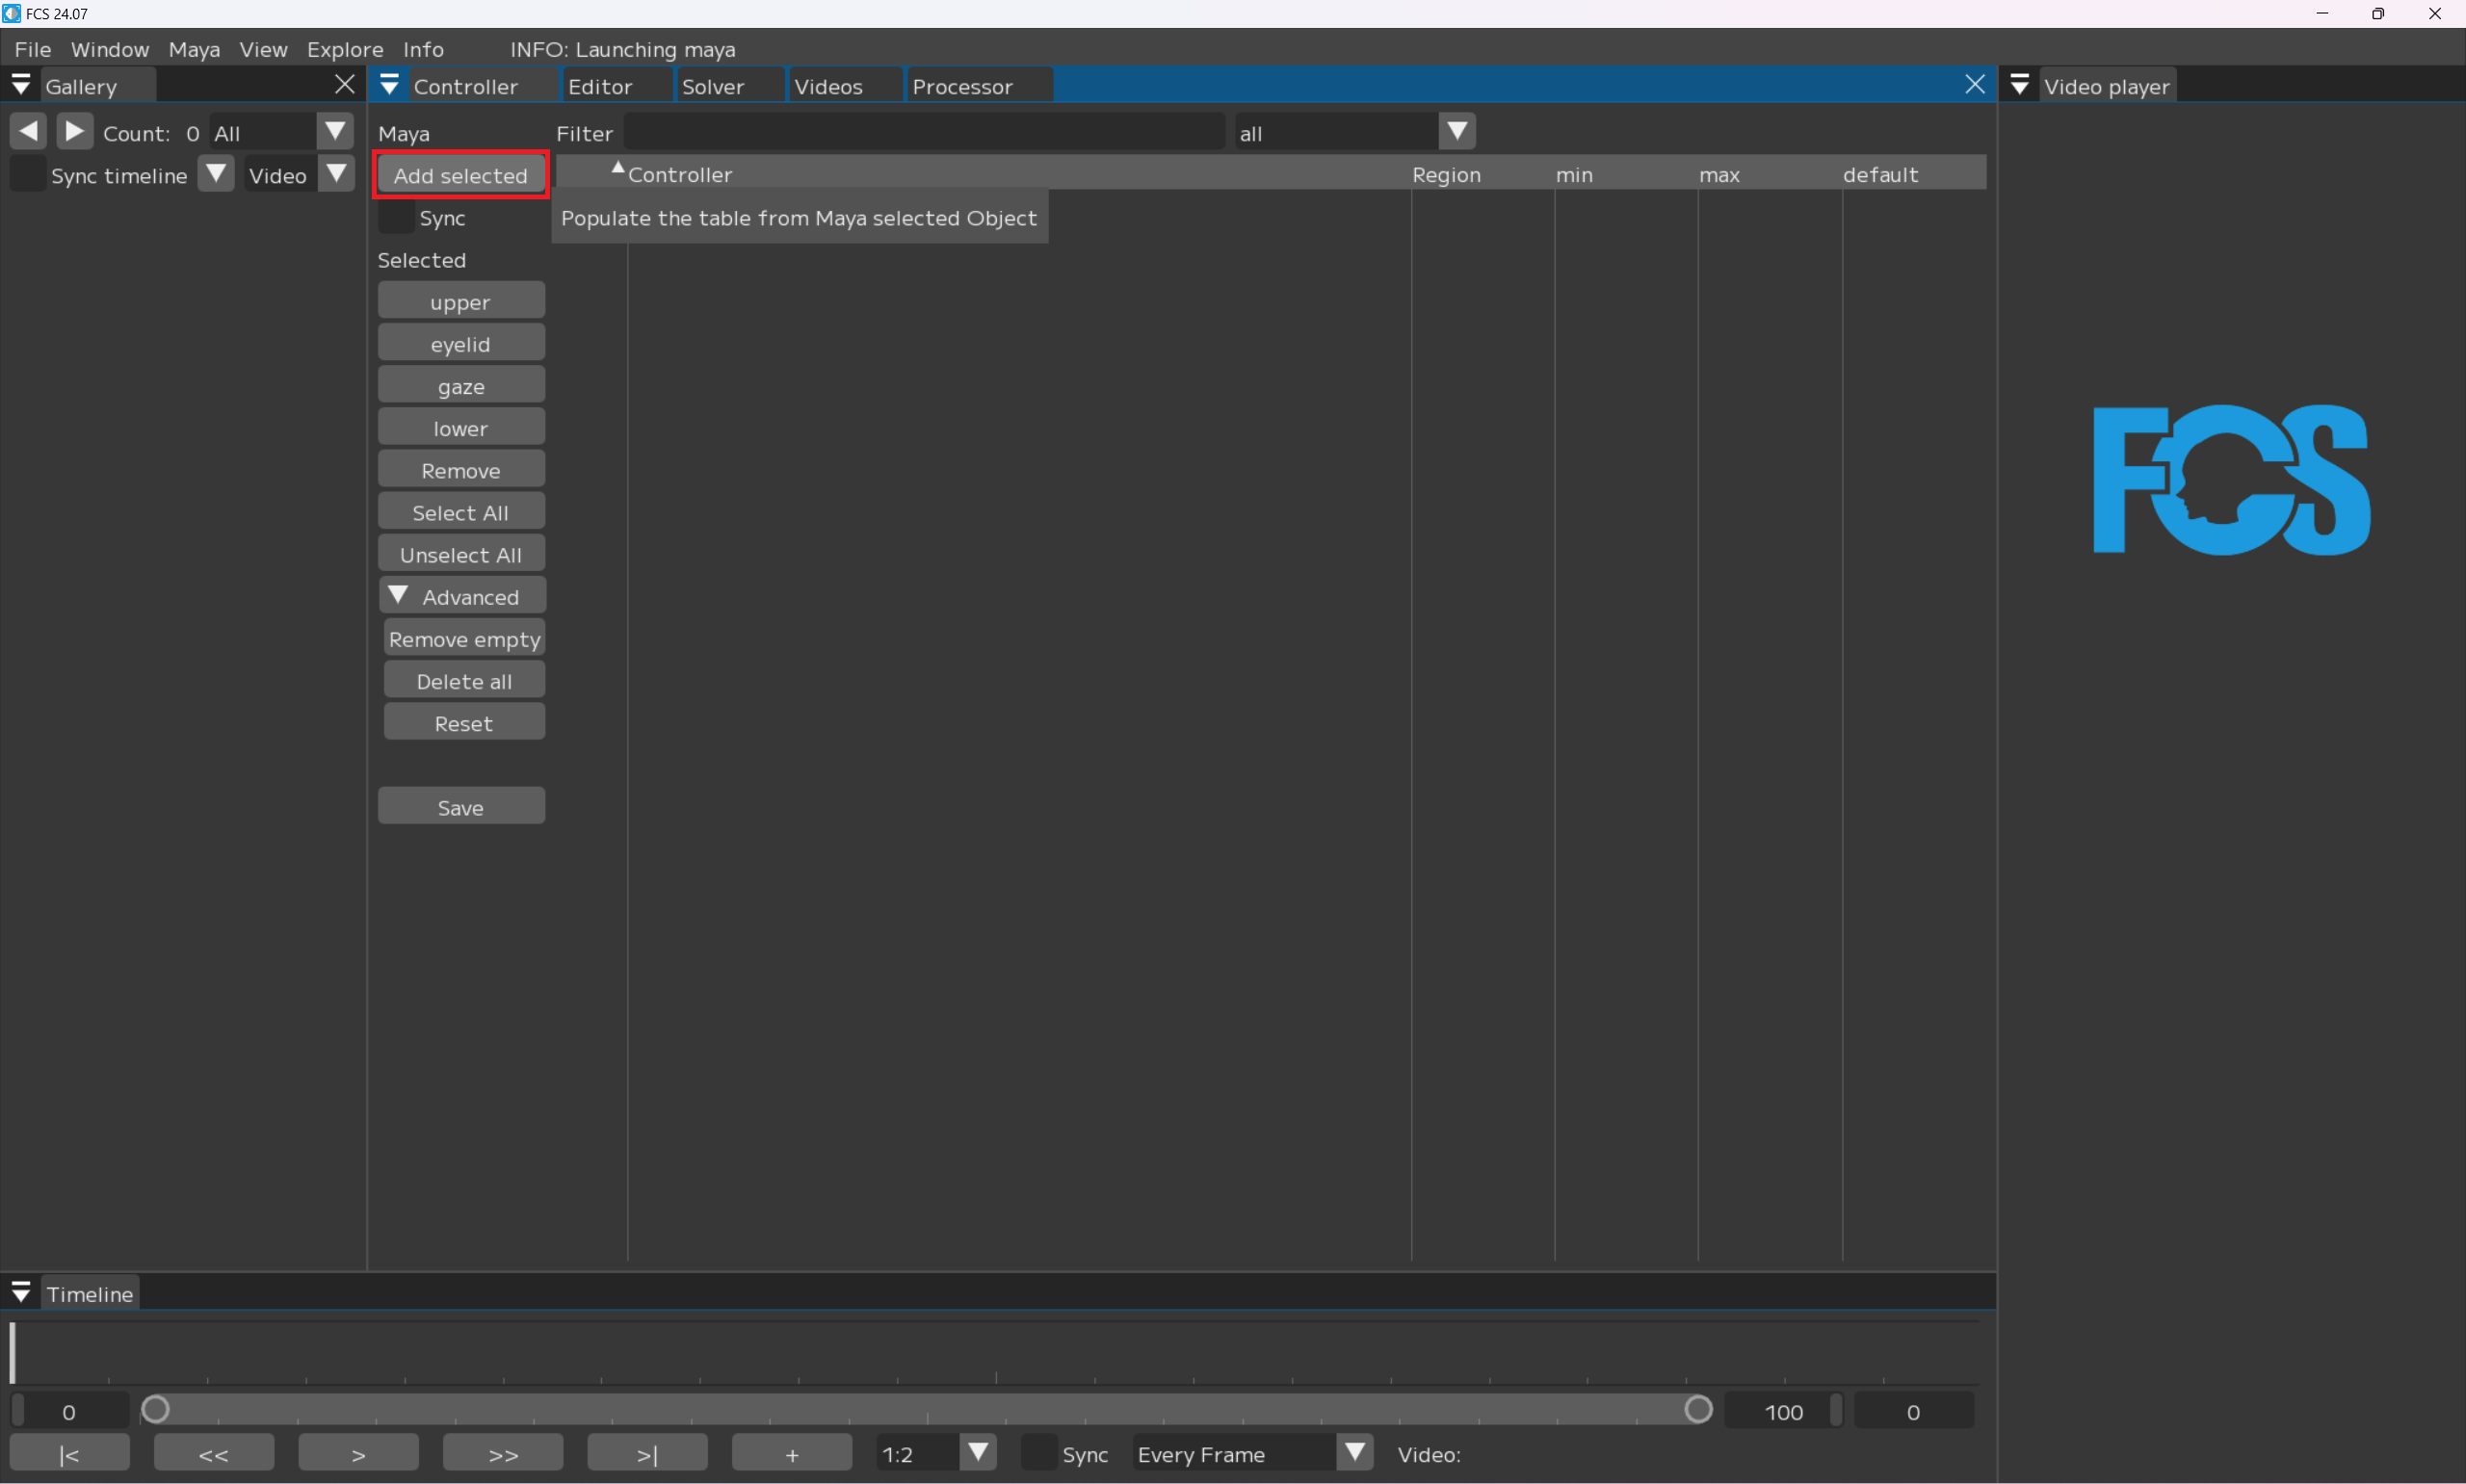 FCS 24.07
File Window Maya View Explore Info INFO: Launching maya
Gallery
Controller Editor Solver Videos Processor
Video player
Count: 0 All
Sync timeline Video
Maya Filter all
Add selected
Controller Region min max default
Sync
Populate the table from Maya selected Object
Selected
upper
eyelid
gaze
lower
Remove
Select All
Unselect All
Advanced
Remove empty
Delete all
Reset
Save
FCS
Timeline
0 100 0
|< << > >> >| + 1:2 Sync Every Frame Video: